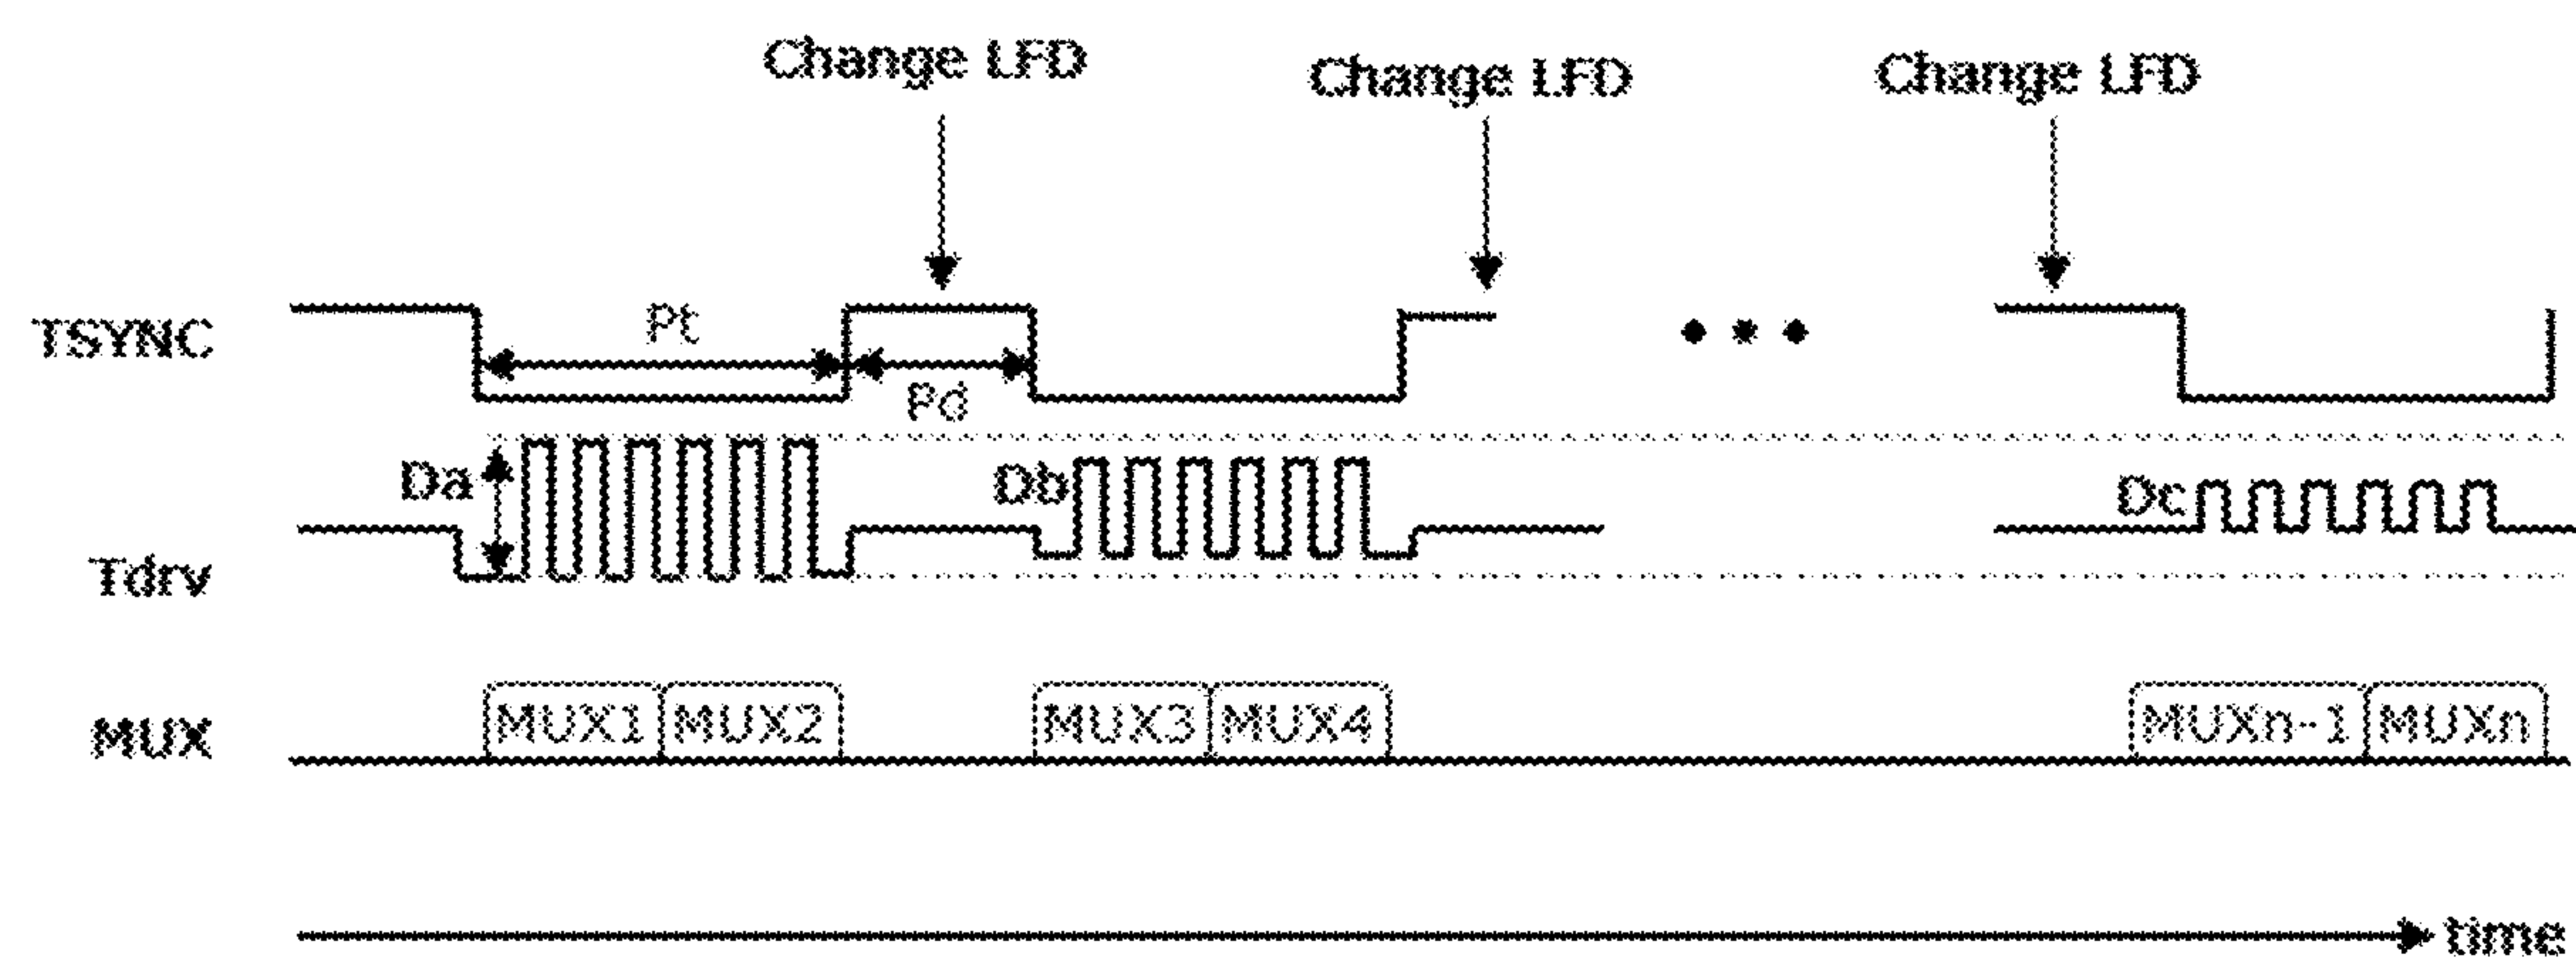 Change LFD
Change LFD
Change LFD
TSYNC
Pt
Pd
Da
Db
Dc
Tdrv
MUX
MUX1
MUX2
MUX3
MUX4
MUXn-1
MUXn
time